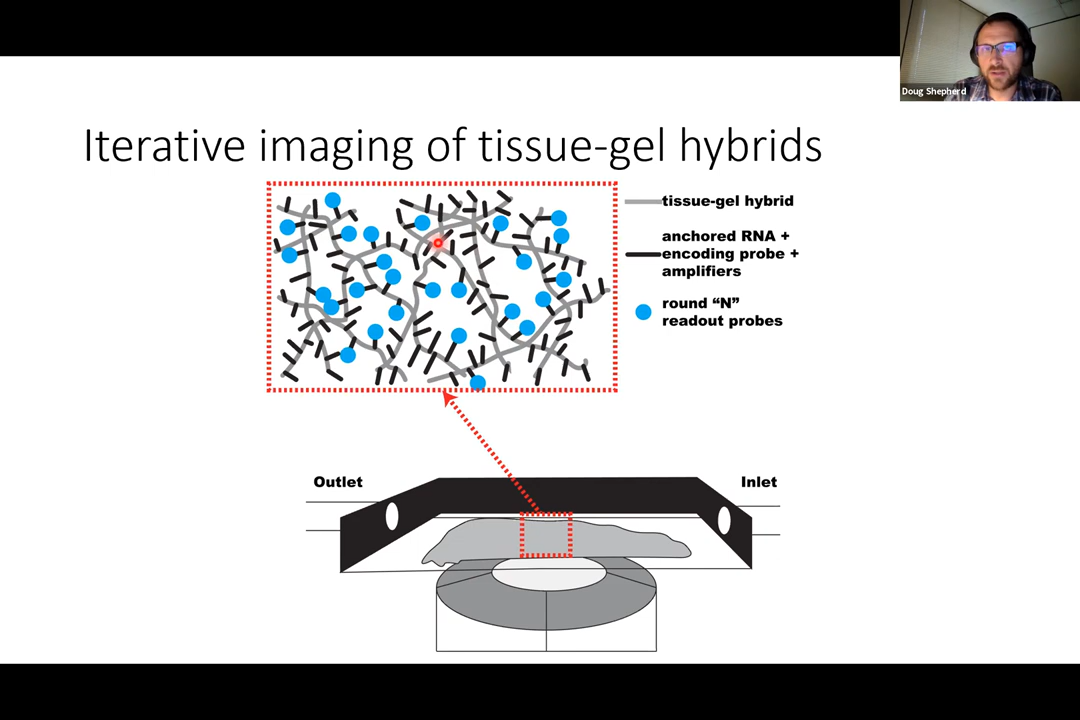 Doug Shepherd
Iterative imaging of tissue-gel hybrids
tissue-gel hybrid
anchored RNA +
encoding probe +
amplifiers
round “N”
readout probes
Outlet
Inlet